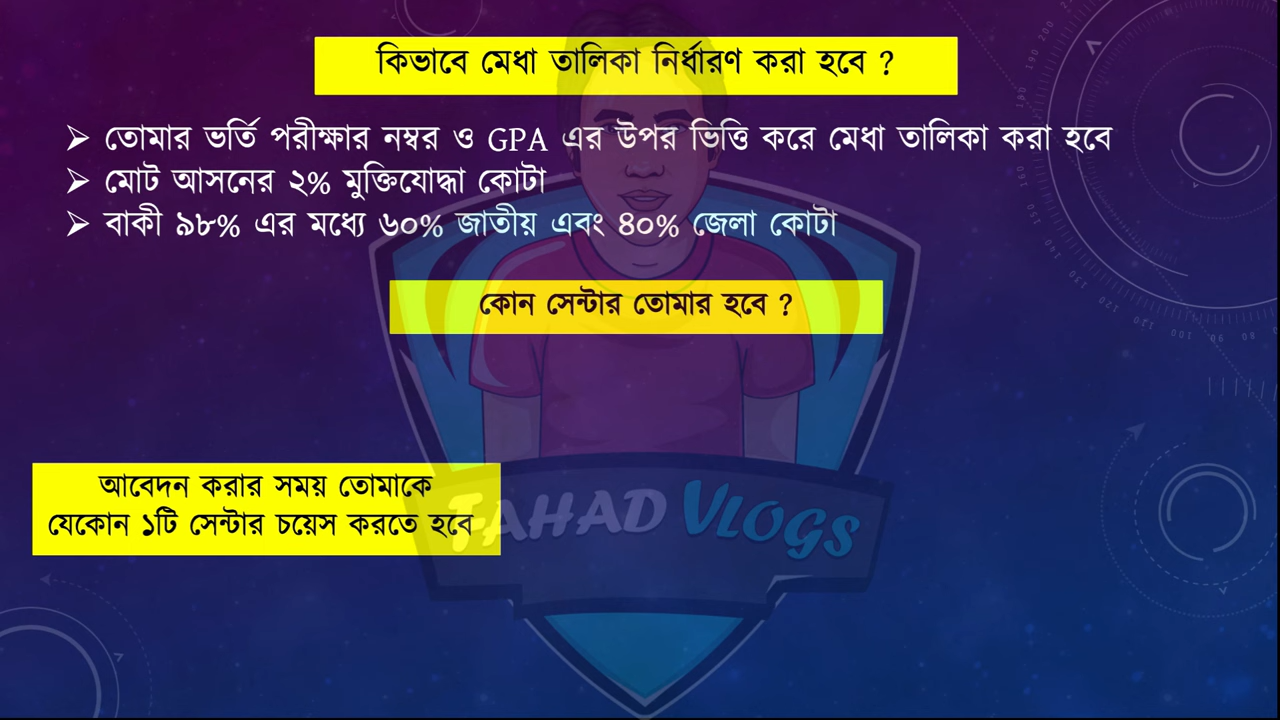 কিভাবে মেধা তালিকা নির্ধারণ করা হবে ?
➢ তোমার ভর্তি পরীক্ষার নম্বর ও GPA এর উপর ভিত্তি করে মেধা তালিকা করা হবে
➢ মোট আসনের ২% মুক্তিযোদ্ধা কোটা
➢ বাকী ৯৮% এর মধ্যে ৬০% জাতীয় এবং ৪০% জেলা কোটা
কোন সেন্টার তোমার হবে ?
আবেদন করার সময় তোমাকে
যেকোন ১টি সেন্টার চয়েস করতে হবে
FAHAD VLOGS